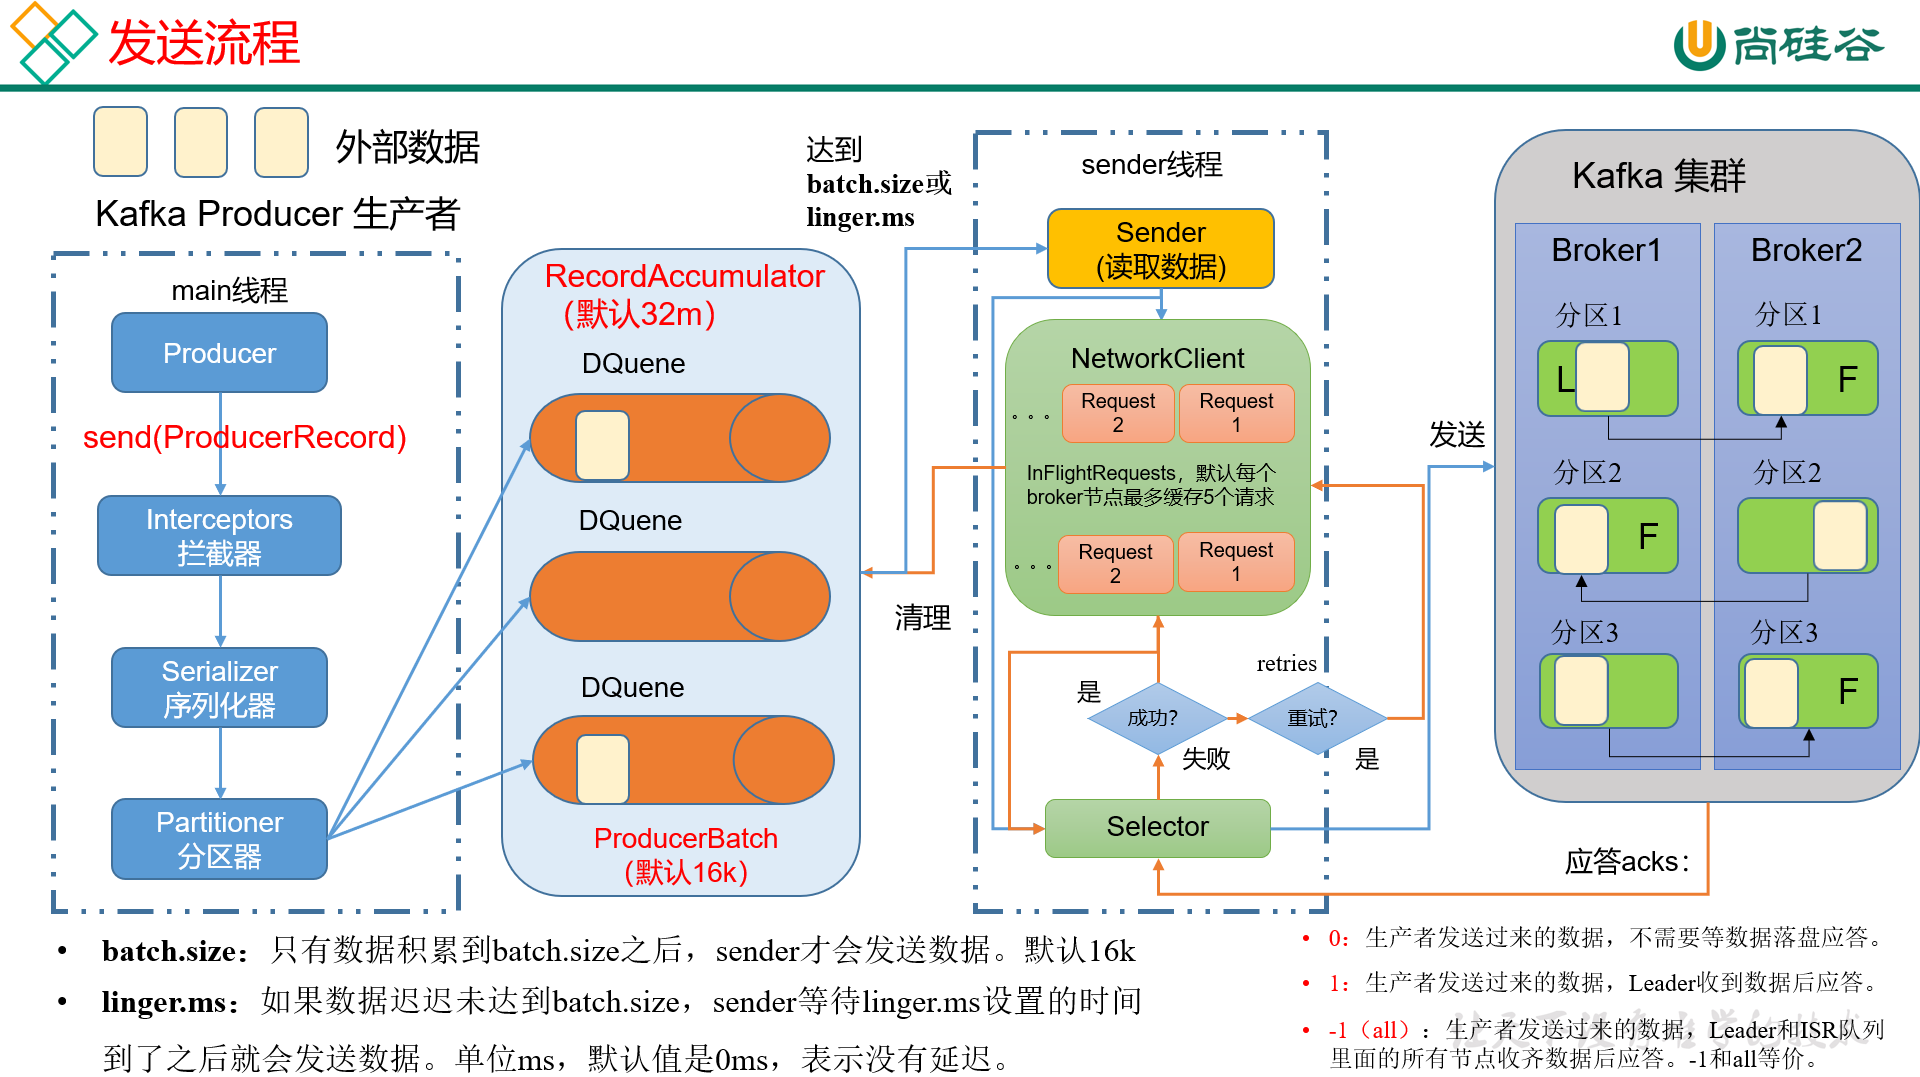 发送流程
尚硅谷
外部数据
Kafka Producer 生产者
main线程
Producer
send(ProducerRecord)
Interceptors
拦截器
Serializer
序列化器
Partitioner
分区器
RecordAccumulator
（默认32m）
DQuene
DQuene
DQuene
ProducerBatch
（默认16k）
达到
batch.size或
linger.ms
清理
sender线程
Sender
(读取数据)
NetworkClient
。。。
Request
2
Request
1
InFlightRequests，默认每个
broker节点最多缓存5个请求
。。。
Request
2
Request
1
retries
是
成功?
重试?
失败
是
Selector
发送
Kafka 集群
Broker1
Broker2
分区1
分区1
L
F
分区2
分区2
F
分区3
分区3
F
应答acks：
• batch.size：只有数据积累到batch.size之后，sender才会发送数据。默认16k
• linger.ms：如果数据迟迟未达到batch.size，sender等待linger.ms设置的时间
到了之后就会发送数据。单位ms，默认值是0ms，表示没有延迟。
• 0：生产者发送过来的数据，不需要等数据落盘应答。
• 1：生产者发送过来的数据，Leader收到数据后应答。
• -1（all）：生产者发送过来的数据，Leader和ISR队列
里面的所有节点收齐数据后应答。-1和all等价。
让天下没有难学的技术